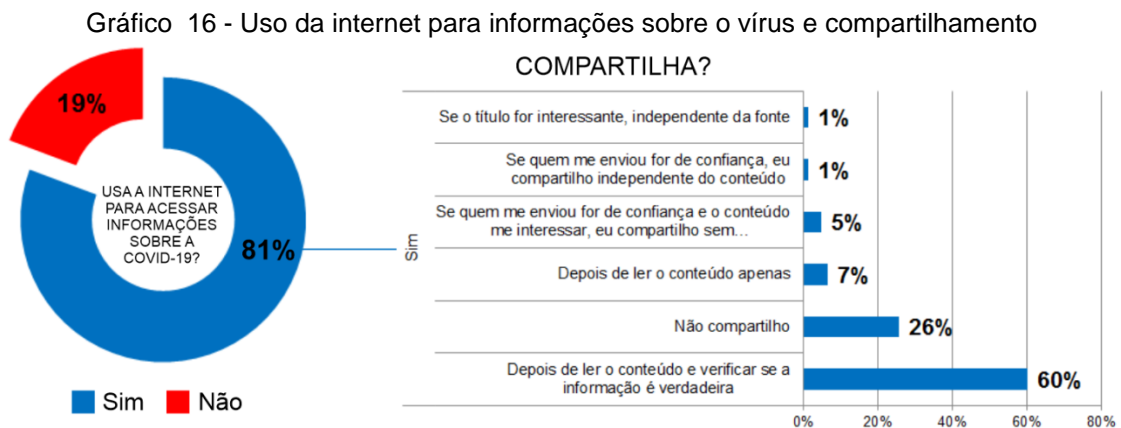 Gráfico 16 - Uso da internet para informações sobre o vírus e compartilhamento
19%
USA A INTERNET
PARA ACESSAR
INFORMAÇÕES
SOBRE A
COVID-19?
81%
Sim
Não
COMPARTILHA?
Sim
Se o título for interessante, independente da fonte
1%
Se quem me enviou for de confiança, eu
compartilho independente do conteúdo
1%
Se quem me enviou for de confiança e o conteúdo
me interessar, eu compartilho sem...
5%
Depois de ler o conteúdo apenas
7%
Não compartilho
26%
Depois de ler o conteúdo e verificar se a
informação é verdadeira
60%
0% 20% 40% 60% 80%